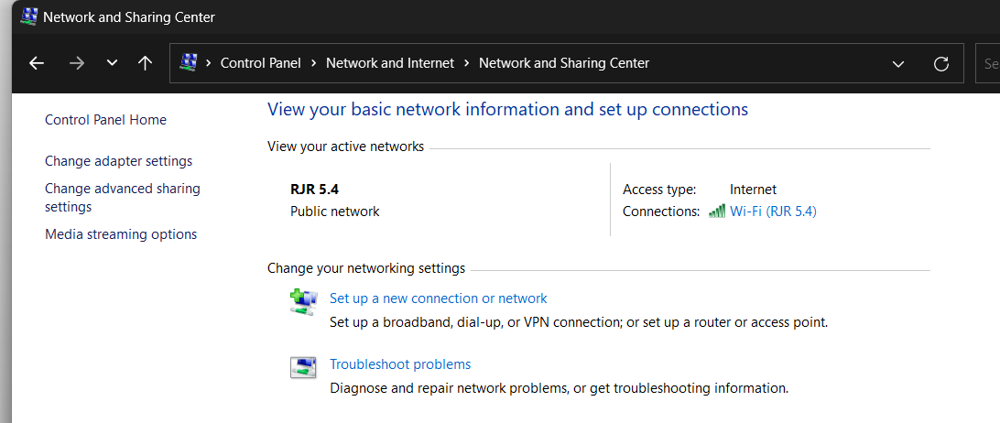 Network and Sharing Center
Control Panel > Network and Internet > Network and Sharing Center
Se
Control Panel Home
Change adapter settings
Change advanced sharing
settings
Media streaming options
View your basic network information and set up connections
View your active networks
RJR 5.4
Public network
Access type: Internet
Connections: Wi-Fi (RJR 5.4)
Change your networking settings
Set up a new connection or network
Set up a broadband, dial-up, or VPN connection; or set up a router or access point.
Troubleshoot problems
Diagnose and repair network problems, or get troubleshooting information.